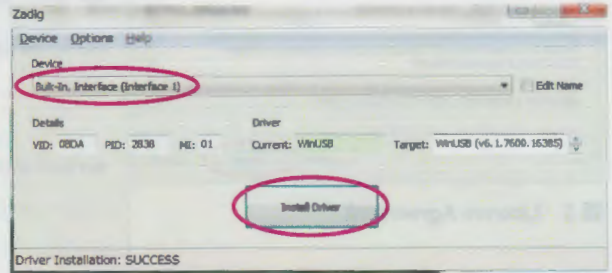 Zadig
Device Options Help
Device
Bulk-In, Interface (Interface 1)
Edit Name
Details
Driver
VID: 0BDA PID: 2838 MI: 01 Current: WinUSB Target: WinUSB (v6.1.7600.16385)
Install Driver
Driver Installation: SUCCESS